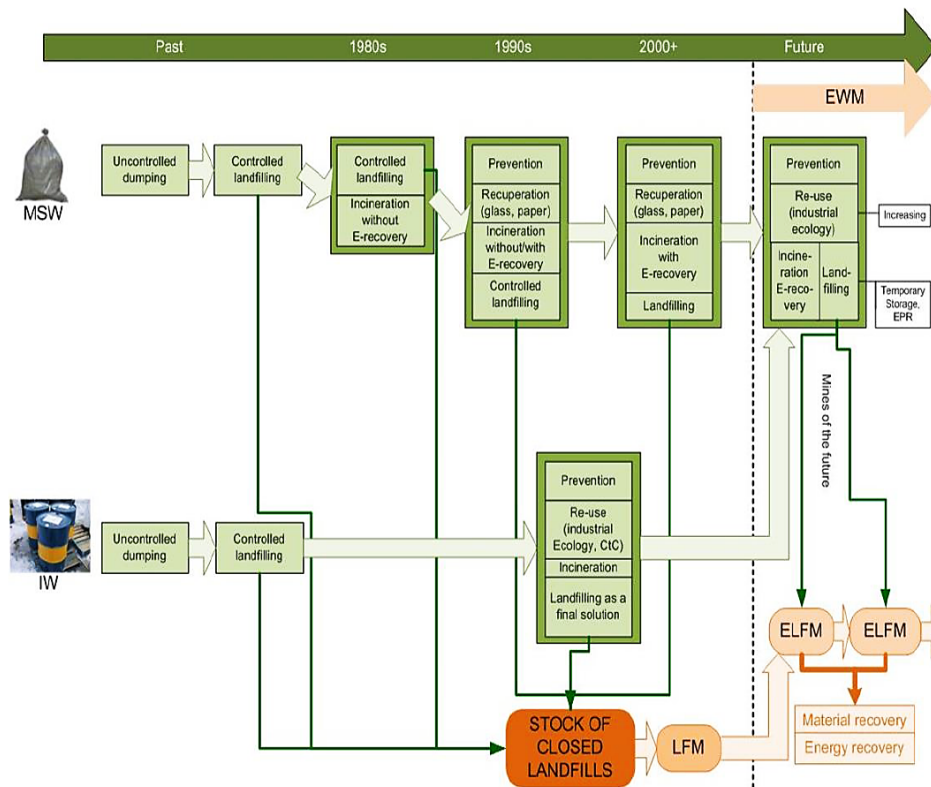 Past
1980s
1990s
2000+
Future
EWM
MSW
Uncontrolled
dumping
Controlled
landfilling
Controlled
landfilling
Incineration
without
E-recovery
Prevention
Recuperation
(glass, paper)
Incineration
without/with
E-recovery
Controlled
landfilling
Prevention
Recuperation
(glass, paper)
Incineration
with
E-recovery
Landfilling
Prevention
Re-use
(industrial
ecology)
Incine-
ration
E-reco-
very
Land-
filling
Increasing
Temporary
Storage,
EPR
Mines of the future
IW
Uncontrolled
dumping
Controlled
landfilling
Prevention
Re-use
(industrial
Ecology, CtC)
Incineration
Landfilling as a
final solution
STOCK OF
CLOSED
LANDFILLS
LFM
ELFM
ELFM
Material recovery
Energy recovery